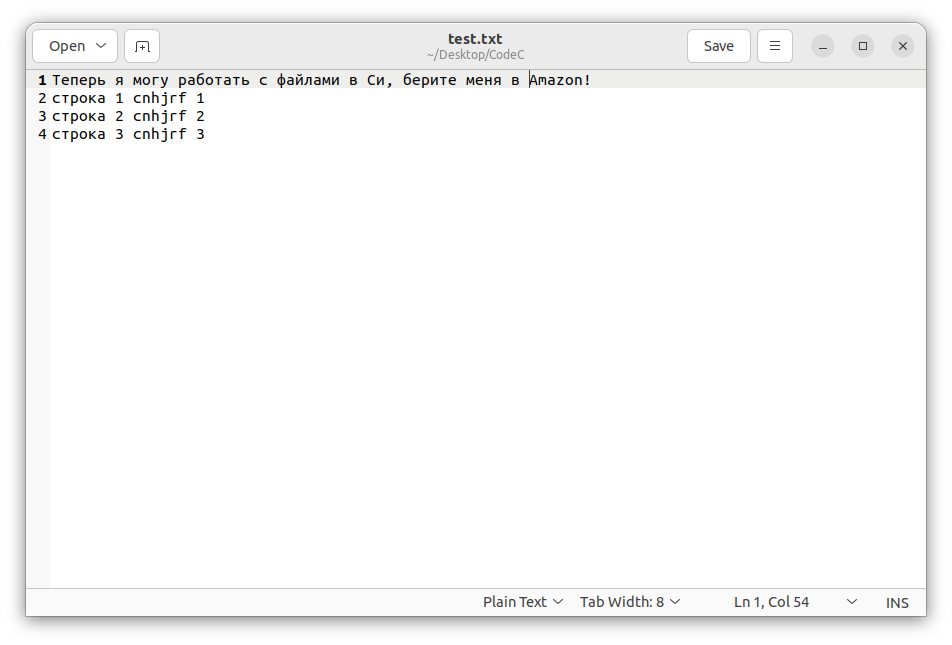 Open
test.txt
~/Desktop/CodeC
Save
1 Теперь я могу работать с файлами в Си, берите меня в Amazon!
2 строка 1 cnhjrf 1
3 строка 2 cnhjrf 2
4 строка 3 cnhjrf 3
Plain Text Tab Width: 8 Ln 1, Col 54 INS